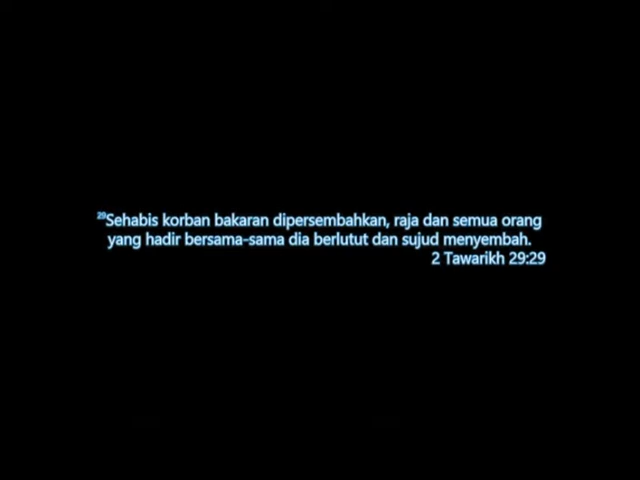 ²⁹Sehabis korban bakaran dipersembahkan, raja dan semua orang
yang hadir bersama-sama dia berlutut dan sujud menyembah.
2 Tawarikh 29:29